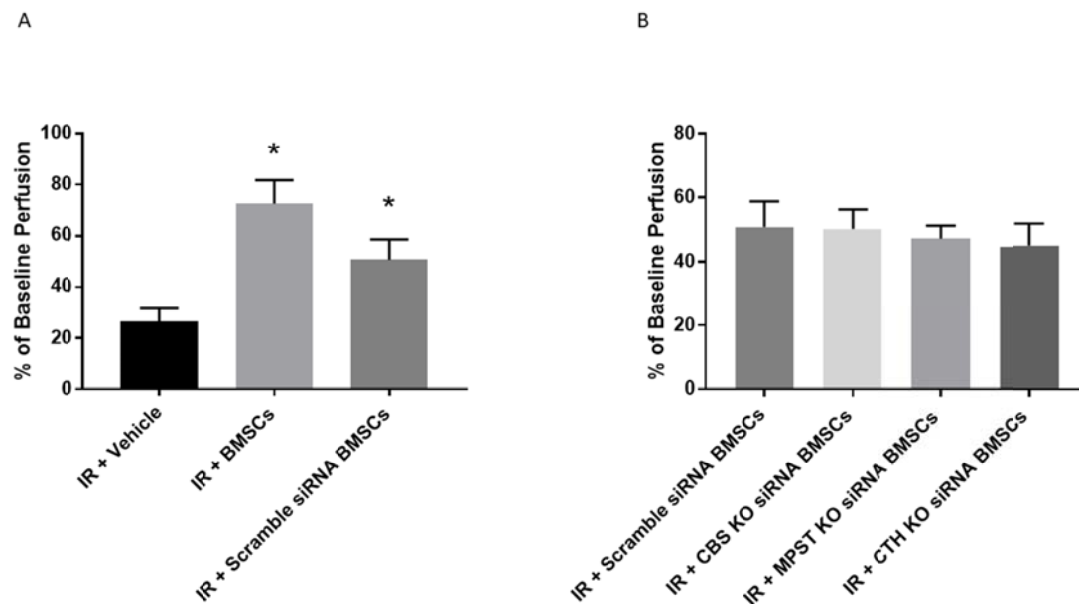 A
% of Baseline Perfusion
100
80
60
40
20
0
*
*
IR + Vehicle
IR + BMSCs
IR + Scramble siRNA BMSCs
B
% of Baseline Perfusion
80
60
40
20
0
IR + Scramble siRNA BMSCs
IR + CBS KO siRNA BMSCs
IR + MPST KO siRNA BMSCs
IR + CTH KO siRNA BMSCs